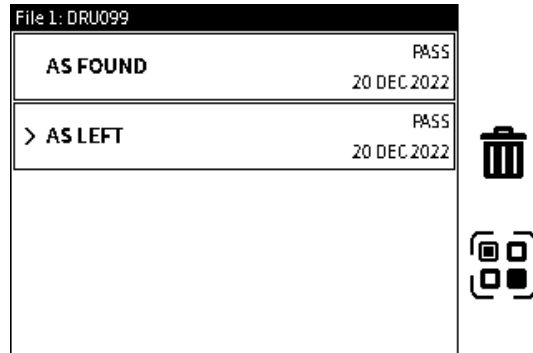 File 1: DRU099
AS FOUND
PASS
20 DEC 2022
> AS LEFT
PASS
20 DEC 2022